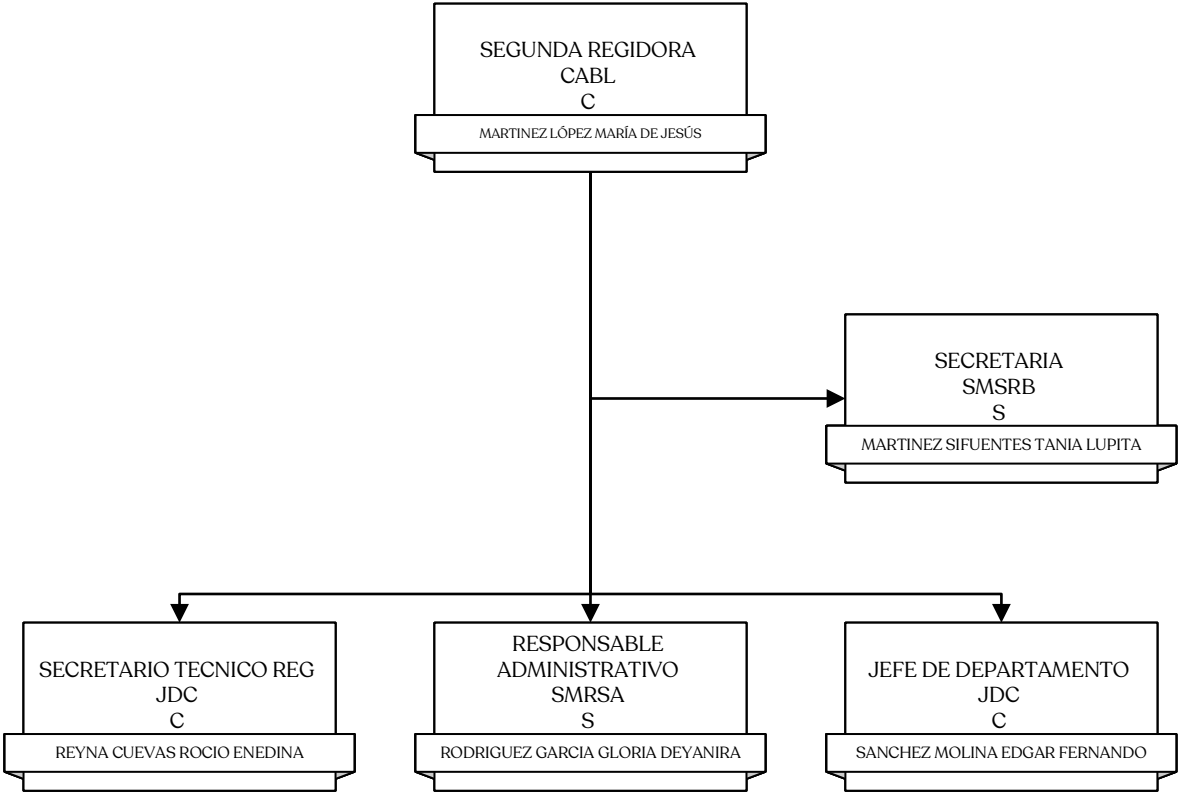 SEGUNDA REGIDORA
CABL
C
MARTINEZ LÓPEZ MARÍA DE JESÚS
SECRETARIA
SMSRB
S
MARTINEZ SIFUENTES TANIA LUPITA
SECRETARIO TECNICO REG
JDC
C
REYNA CUEVAS ROCIO ENEDINA
RESPONSABLE
ADMINISTRATIVO
SMRSA
S
RODRIGUEZ GARCIA GLORIA DEYANIRA
JEFE DE DEPARTAMENTO
JDC
C
SANCHEZ MOLINA EDGAR FERNANDO